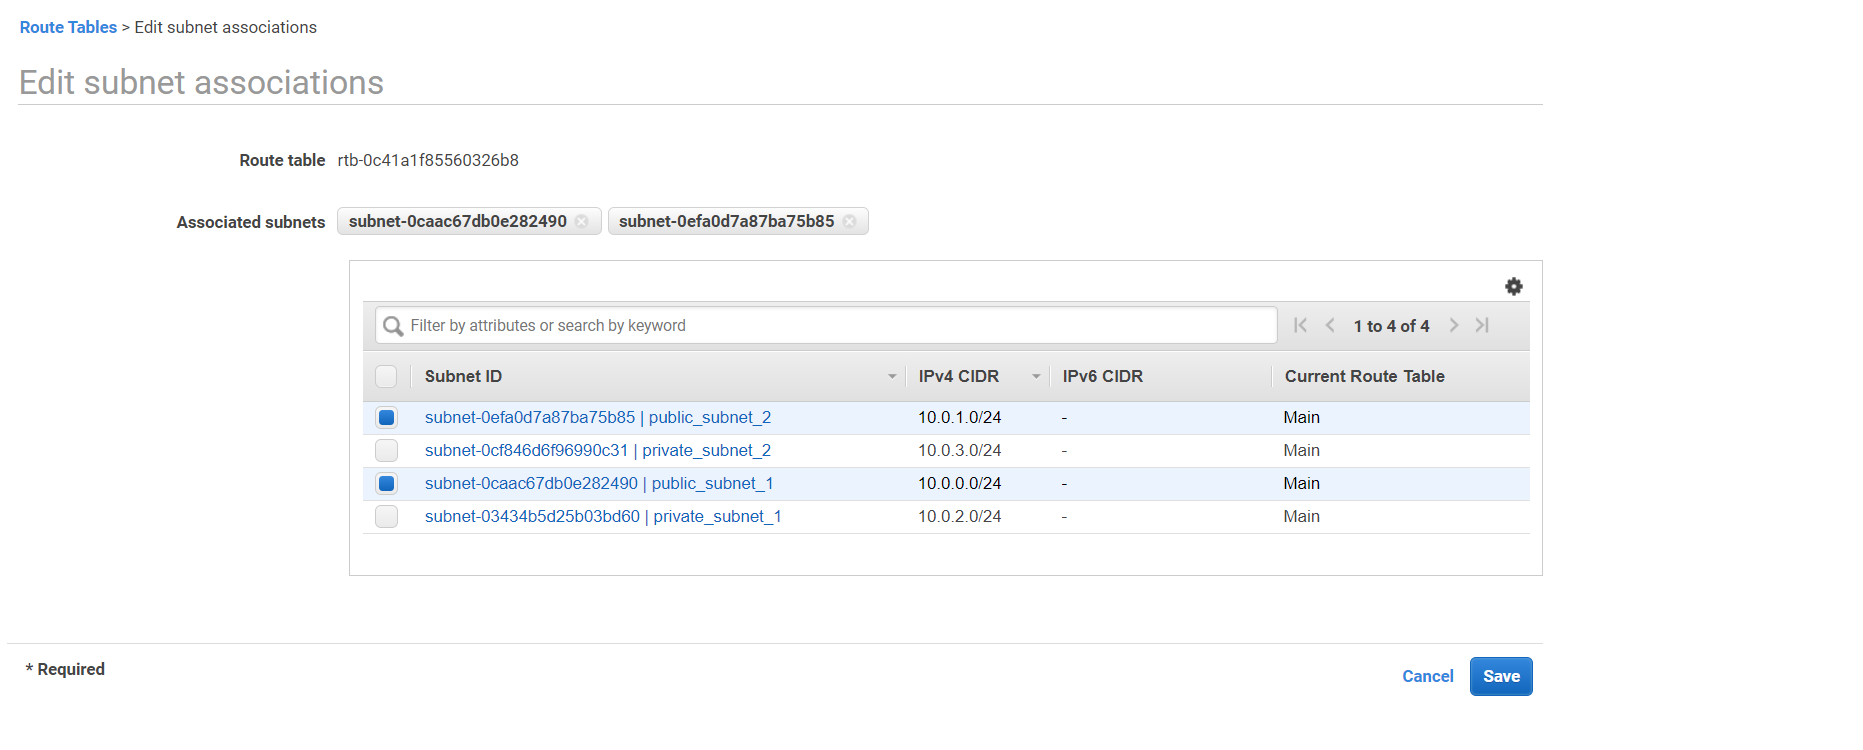 Route Tables > Edit subnet associations
Edit subnet associations
Route table rtb-0c41a1f85560326b8
Associated subnets subnet-0caac67db0e282490 subnet-0efa0d7a87ba75b85
Filter by attributes or search by keyword 1 to 4 of 4
Subnet ID IPv4 CIDR IPv6 CIDR Current Route Table
subnet-0efa0d7a87ba75b85 | public_subnet_2 10.0.1.0/24 - Main
subnet-0cf846d6f96990c31 | private_subnet_2 10.0.3.0/24 - Main
subnet-0caac67db0e282490 | public_subnet_1 10.0.0.0/24 - Main
subnet-03434b5d25b03bd60 | private_subnet_1 10.0.2.0/24 - Main
* Required
Cancel Save